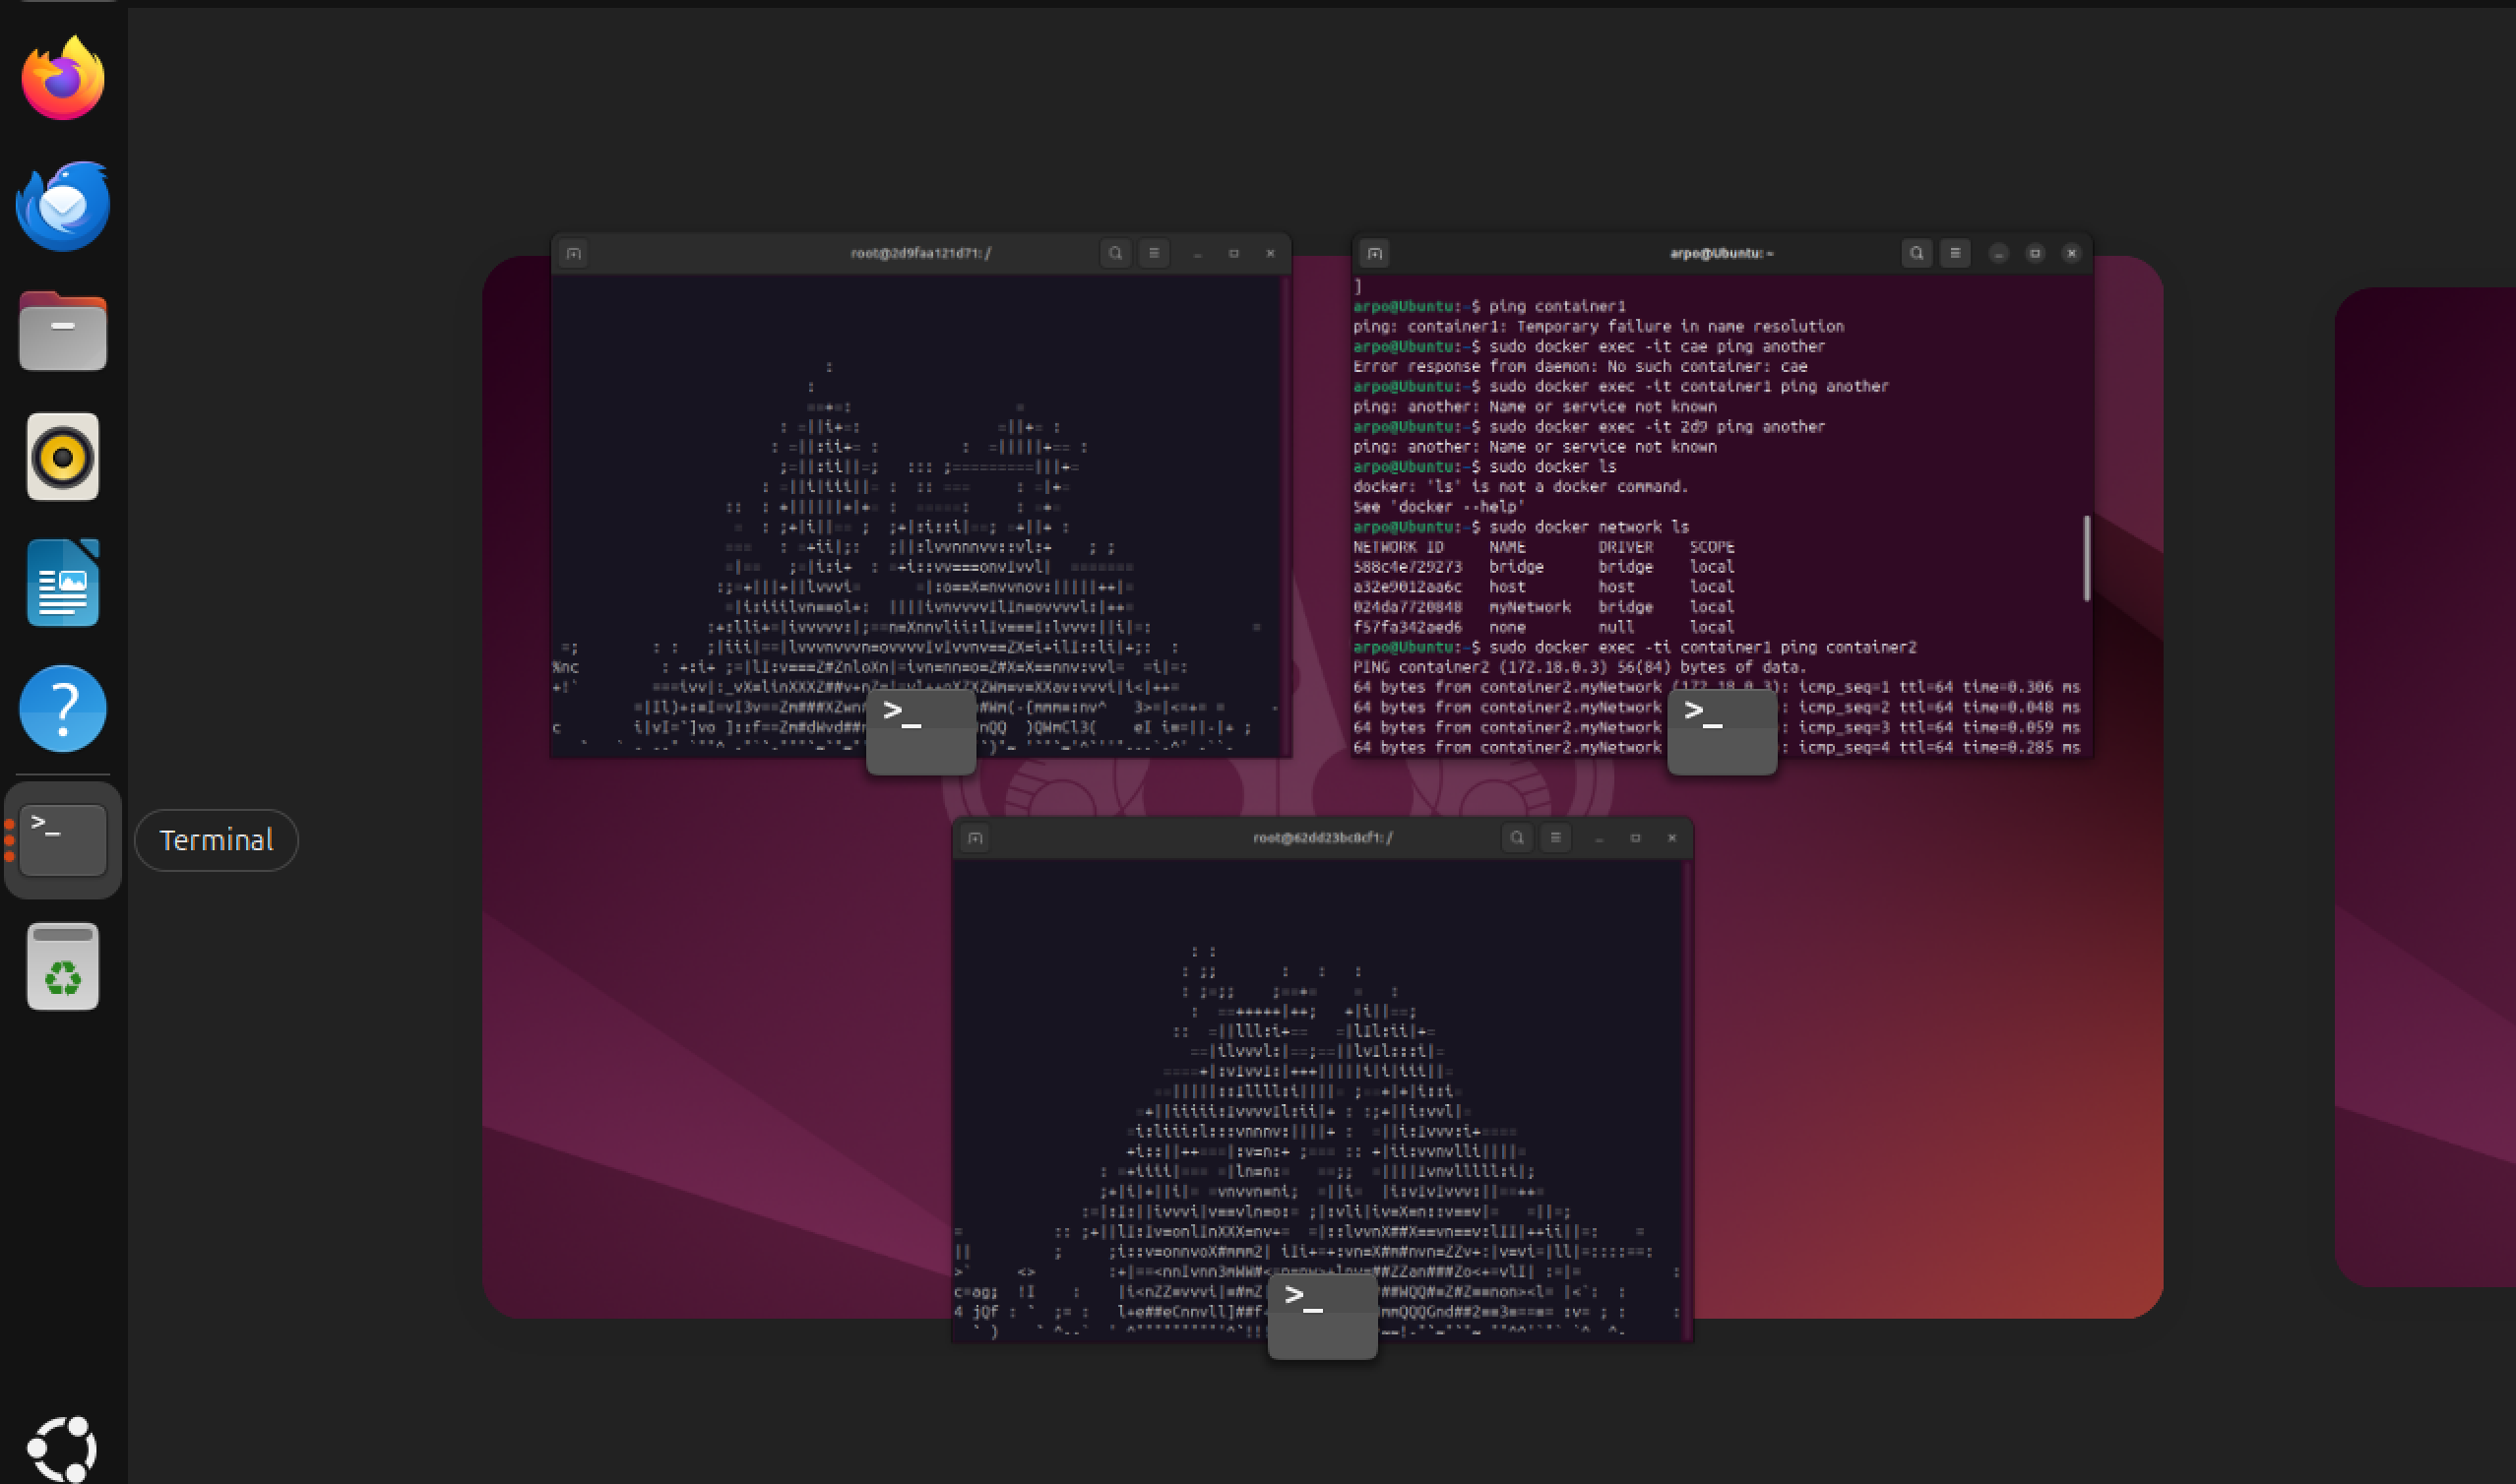 root@2d9faa121d71: /
arpo@Ubuntu: ~
]
arpo@Ubuntu:~$ ping container1
ping: container1: Temporary failure in name resolution
arpo@Ubuntu:~$ sudo docker exec -it cae ping another
Error response from daemon: No such container: cae
arpo@Ubuntu:~$ sudo docker exec -it container1 ping another
ping: another: Name or service not known
arpo@Ubuntu:~$ sudo docker exec -it 2d9 ping another
ping: another: Name or service not known
arpo@Ubuntu:~$ sudo docker ls
docker: 'ls' is not a docker command.
See 'docker --help'
arpo@Ubuntu:~$ sudo docker network ls
NETWORK ID NAME DRIVER SCOPE
588c4e729273 bridge bridge local
a32e9012aa6c host host local
024da7720848 myNetwork bridge local
f57fa342aed6 none null local
arpo@Ubuntu:~$ sudo docker exec -ti container1 ping container2
PING container2 (172.18.0.3) 56(84) bytes of data.
64 bytes from container2.myNetwork (172.18.0.3): icmp_seq=1 ttl=64 time=0.306 ms
64 bytes from container2.myNetwork ): icmp_seq=2 ttl=64 time=0.048 ms
64 bytes from container2.myNetwork ): icmp_seq=3 ttl=64 time=0.059 ms
64 bytes from container2.myNetwork ): icmp_seq=4 ttl=64 time=0.285 ms
Terminal
root@62dd23bc8cf1: /